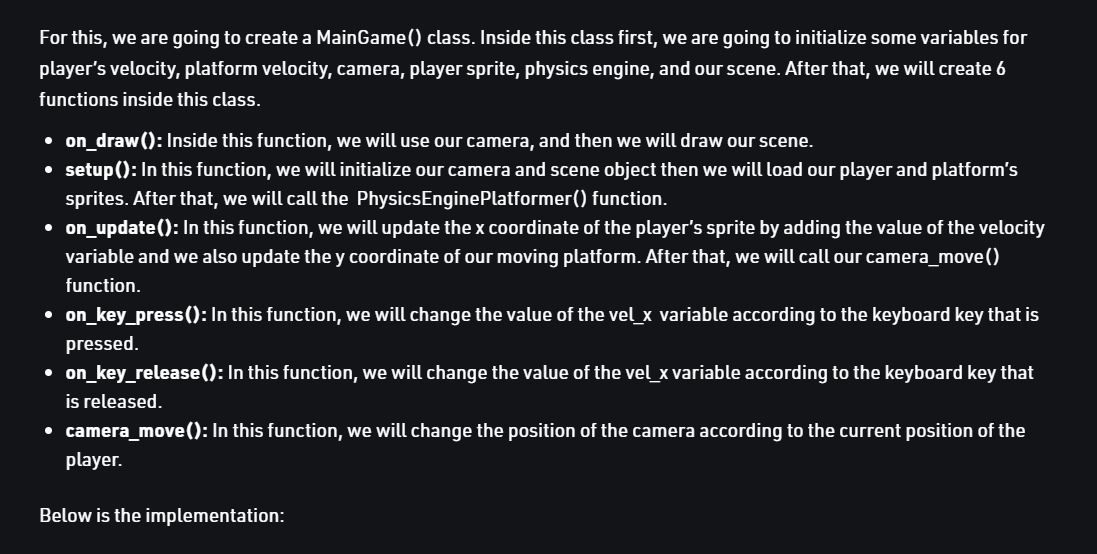 For this, we are going to create a MainGame() class. Inside this class first, we are going to initialize some variables for
player’s velocity, platform velocity, camera, player sprite, physics engine, and our scene. After that, we will create 6
functions inside this class.
• on_draw(): Inside this function, we will use our camera, and then we will draw our scene.
• setup(): In this function, we will initialize our camera and scene object then we will load our player and platform’s
sprites. After that, we will call the  PhysicsEnginePlatformer() function.
• on_update(): In this function, we will update the x coordinate of the player’s sprite by adding the value of the velocity
variable and we also update the y coordinate of our moving platform. After that, we will call our camera_move()
function.
• on_key_press(): In this function, we will change the value of the vel_x  variable according to the keyboard key that is
pressed.
• on_key_release(): In this function, we will change the value of the vel_x variable according to the keyboard key that
is released.
• camera_move(): In this function, we will change the position of the camera according to the current position of the
player.
Below is the implementation: